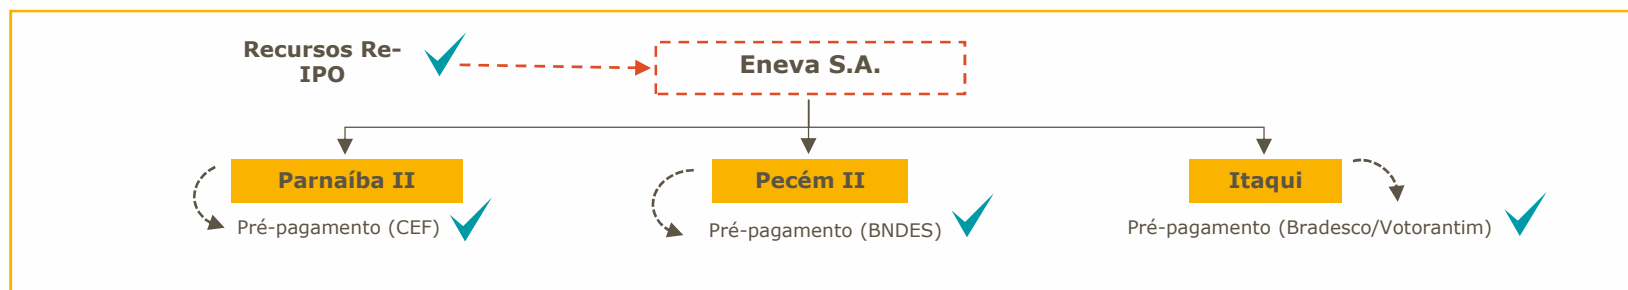 Recursos Re-
IPO
Eneva S.A.
Parnaíba II
Pecém II
Itaqui
Pré-pagamento (CEF)
Pré-pagamento (BNDES)
Pré-pagamento (Bradesco/Votorantim)